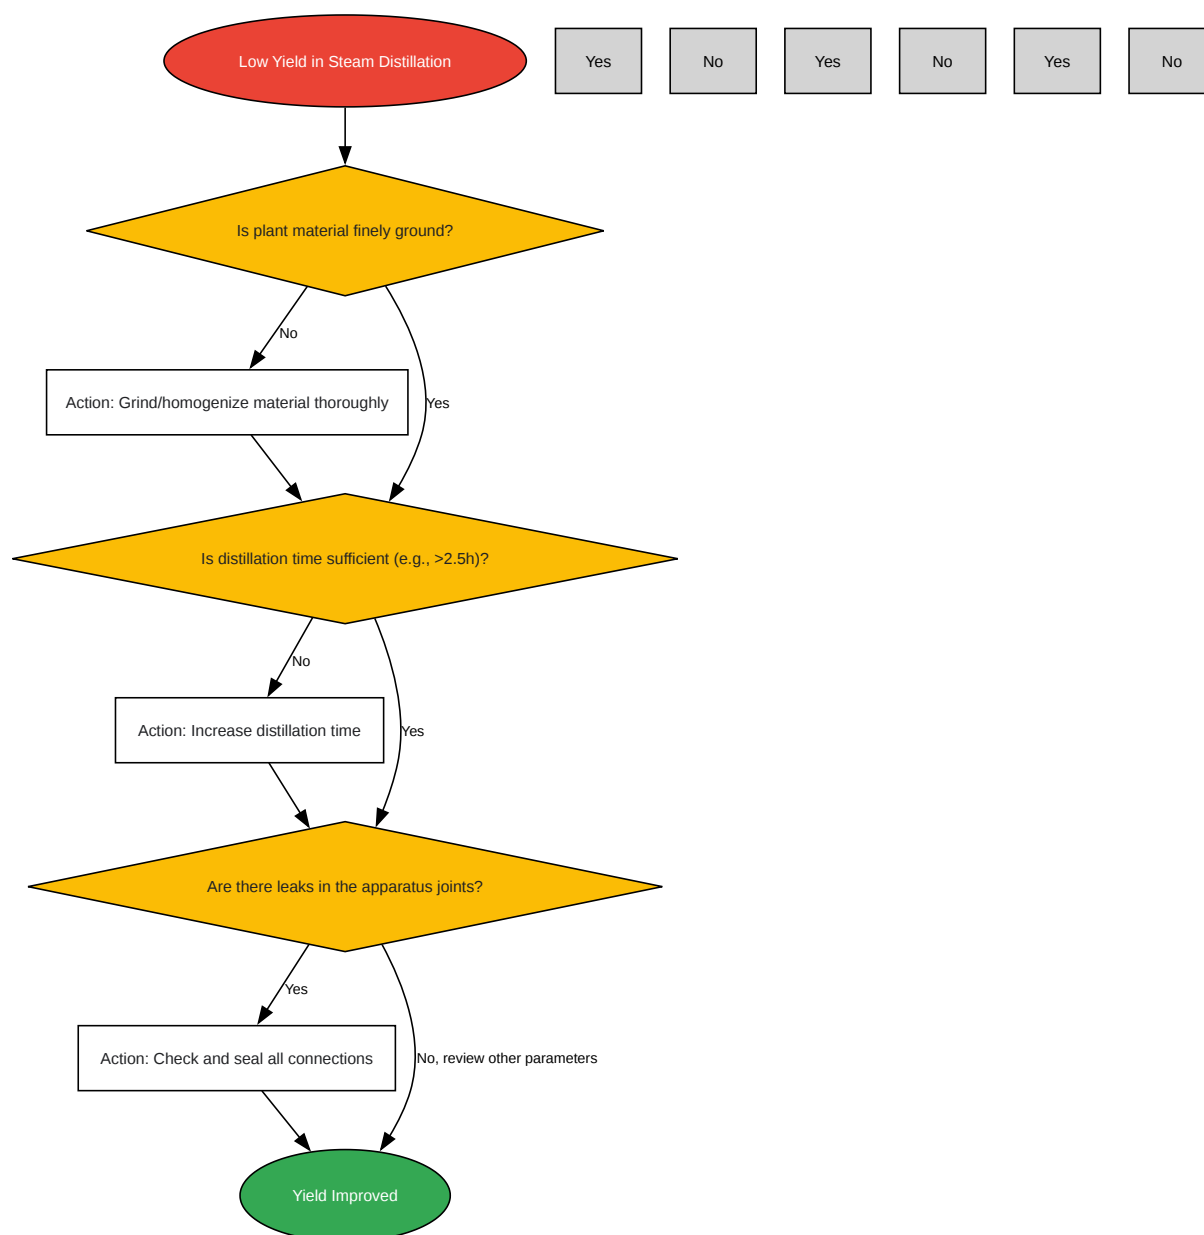 Low Yield in Steam Distillation
Yes
No
Yes
No
Yes
No
Is plant material finely ground?
No
Action: Grind/homogenize material thoroughly
Yes
Is distillation time sufficient (e.g., >2.5h)?
No
Action: Increase distillation time
Yes
Are there leaks in the apparatus joints?
Yes
Action: Check and seal all connections
No, review other parameters
Yield Improved